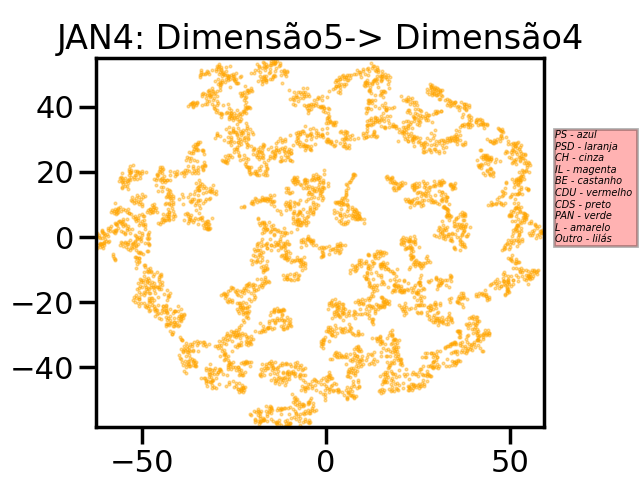 JAN4: Dimensão5-> Dimensão4
40
20
0
−20
−40
−50
0
50
PS - azul
PSD - laranja
CH - cinza
IL - magenta
BE - castanho
CDU - vermelho
CDS - preto
PAN - verde
L - amarelo
Outro - lilás